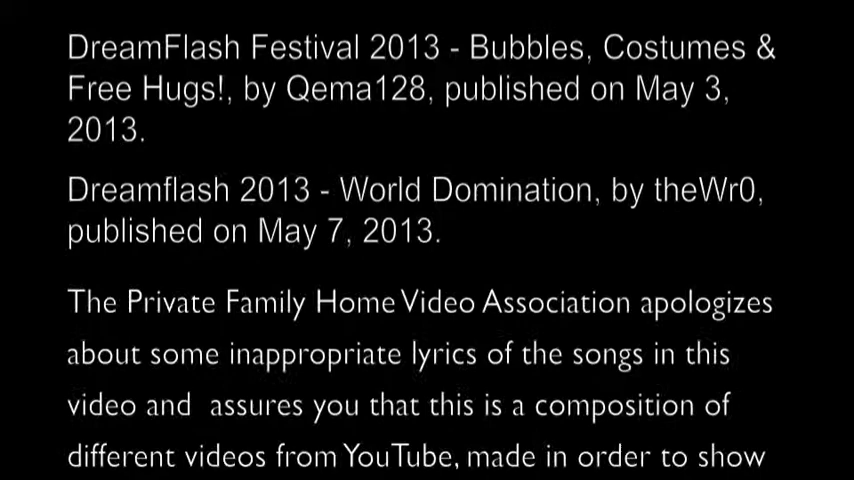 DreamFlash Festival 2013 - Bubbles, Costumes &
Free Hugs!, by Qema128, published on May 3,
2013.
Dreamflash 2013 - World Domination, by theWr0,
published on May 7, 2013.
The Private Family Home Video Association apologizes
about some inappropriate lyrics of the songs in this
video and  assures you that this is a composition of
different videos from YouTube, made in order to show